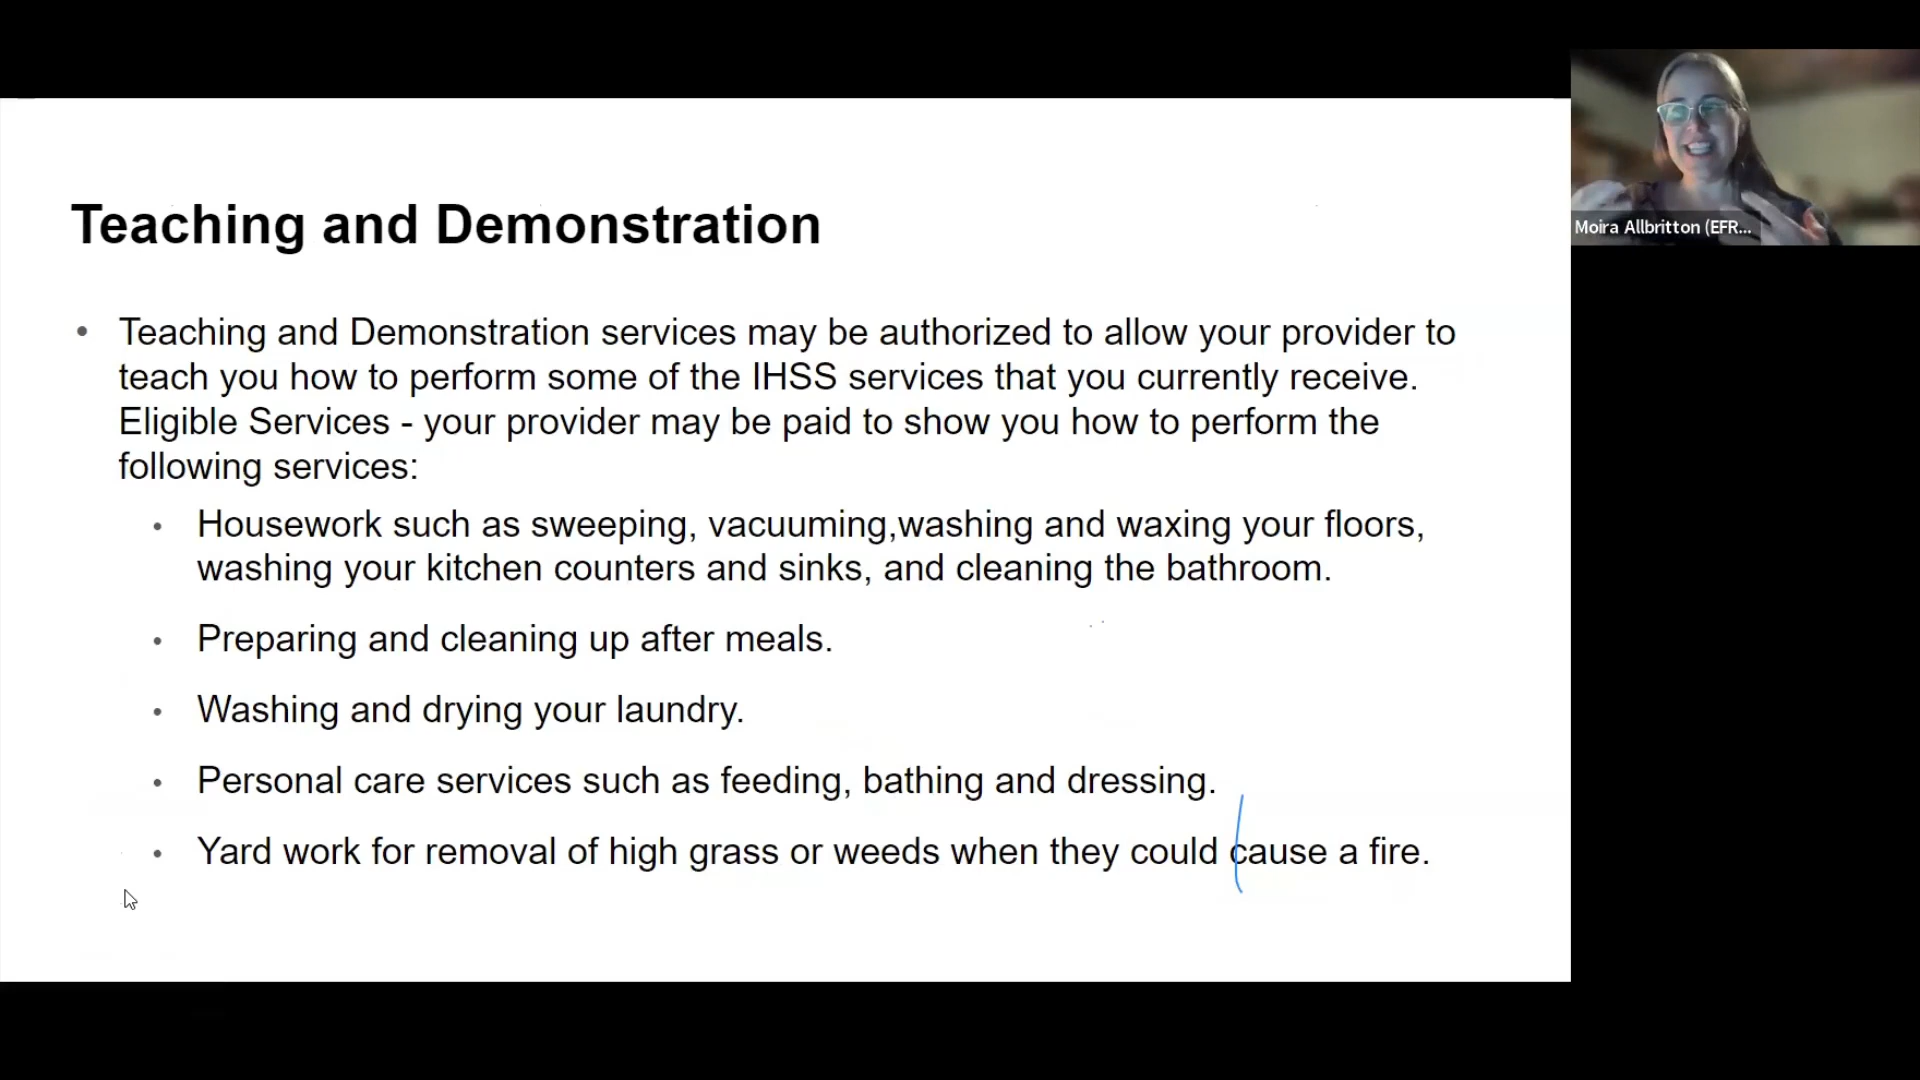 Teaching and Demonstration
• Teaching and Demonstration services may be authorized to allow your provider to
teach you how to perform some of the IHSS services that you currently receive.
Eligible Services - your provider may be paid to show you how to perform the
following services:
• Housework such as sweeping, vacuuming,washing and waxing your floors,
washing your kitchen counters and sinks, and cleaning the bathroom.
• Preparing and cleaning up after meals.
• Washing and drying your laundry.
• Personal care services such as feeding, bathing and dressing.
• Yard work for removal of high grass or weeds when they could cause a fire.
Moira Allbritton (EFR...